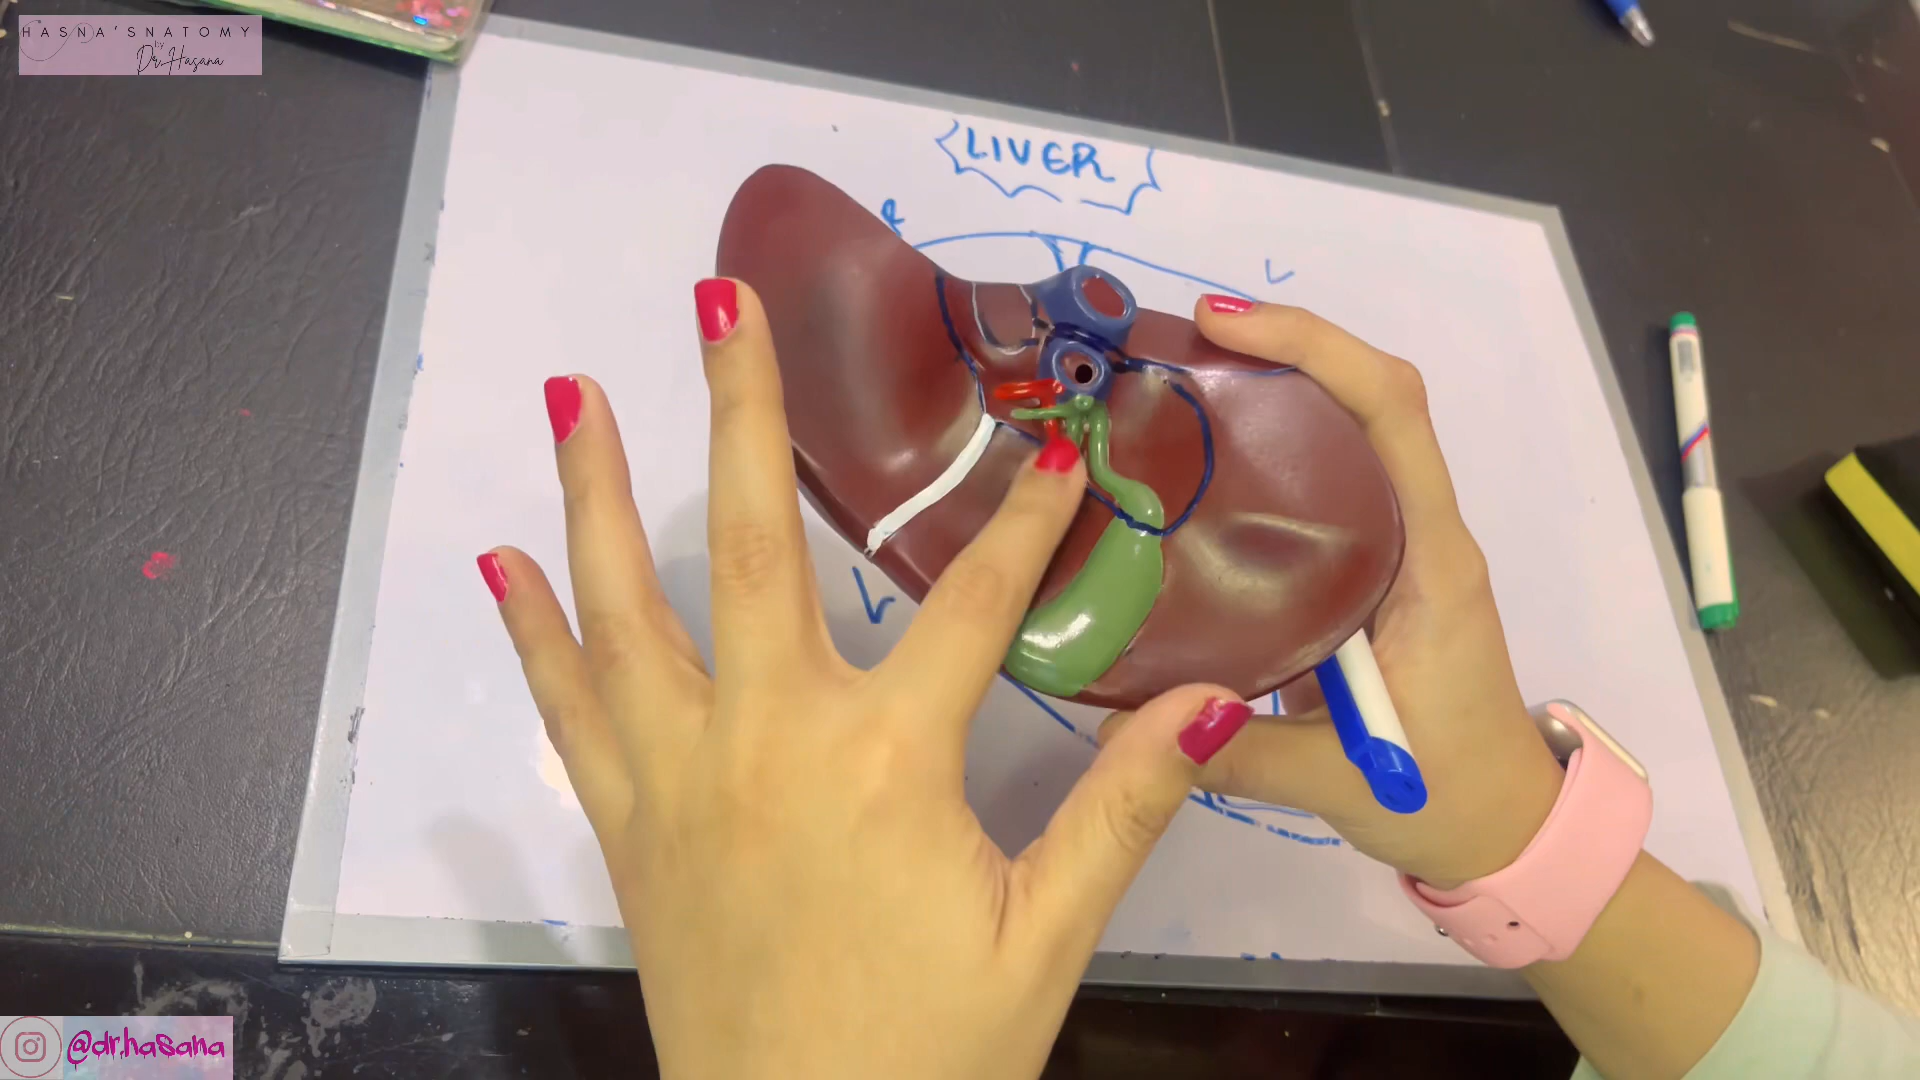 HASNA'SNATOMY
by
Dr.Hasana
LIVER
R
L
L
@dr.hasana